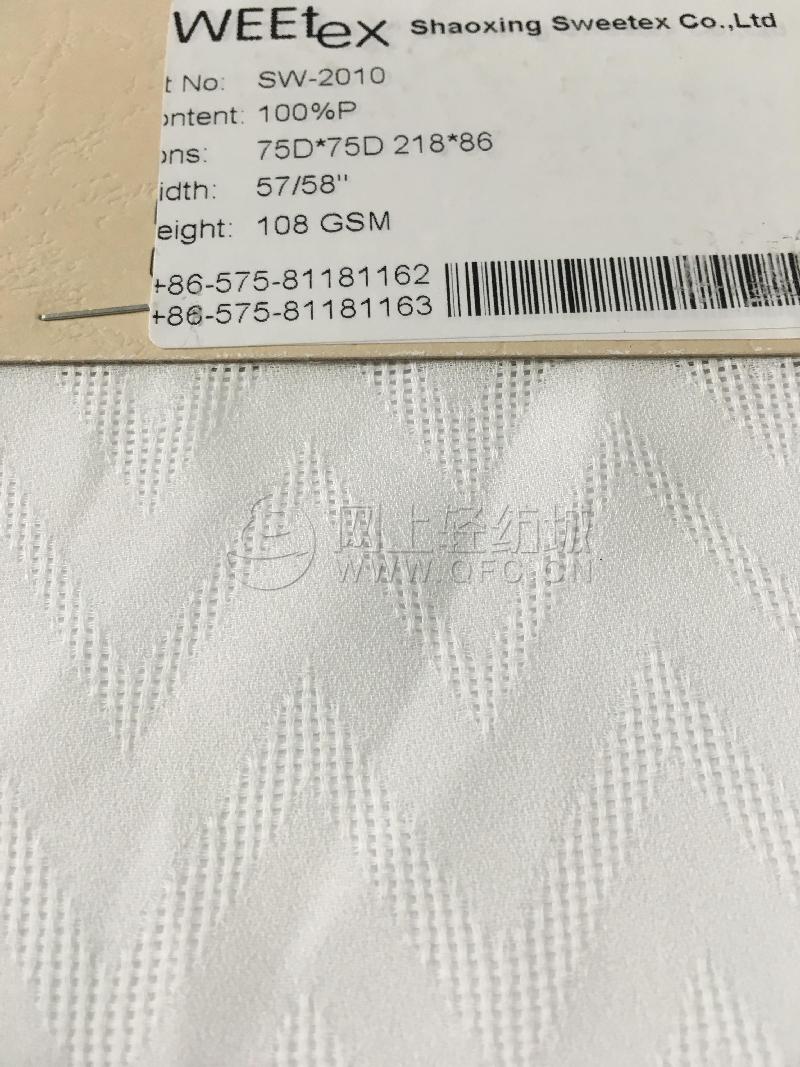 WEEtex Shaoxing Sweetex Co.,Ltd
t No: SW-2010
ontent: 100%P
ons: 75D*75D 218*86
idth: 57/58"
eight: 108 GSM
+86-575-81181162
+86-575-81181163
网上轻纺城
WWW.QFC.CN